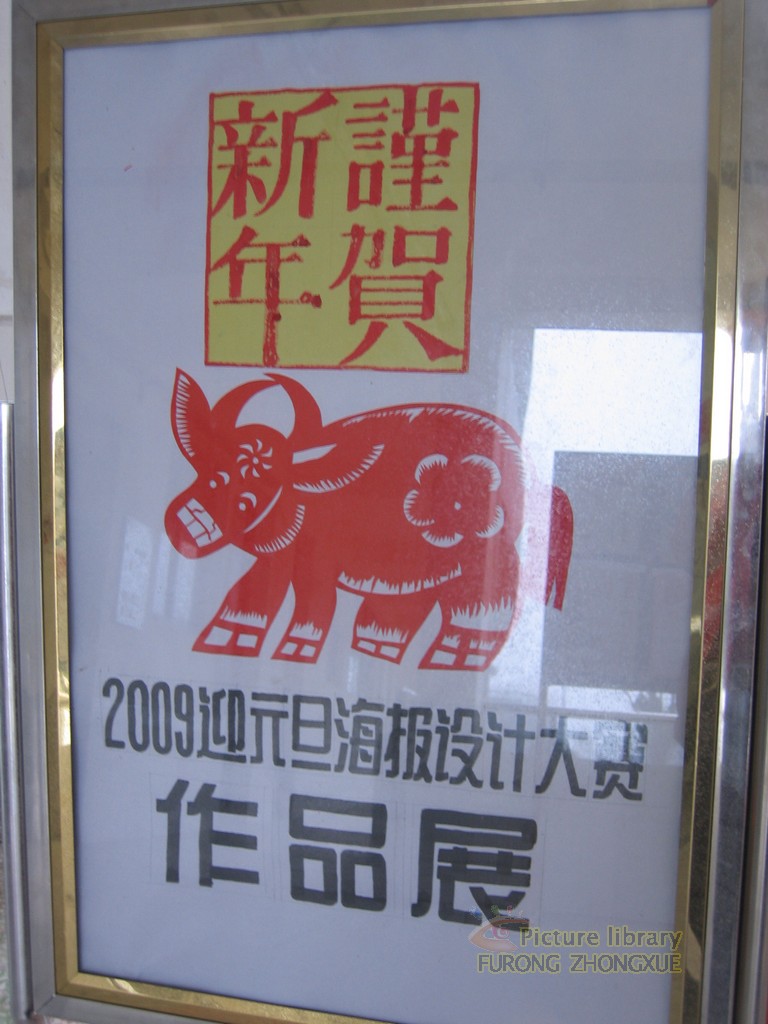 謹賀
新年
2009迎元旦海报设计大赛
作品展
Picture library
FURONG ZHONGXUE